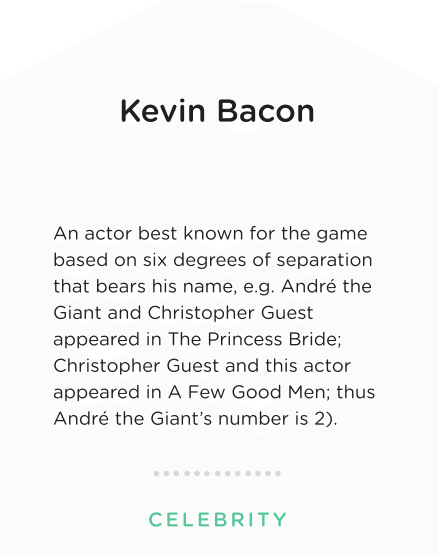 Kevin Bacon
An actor best known for the game
based on six degrees of separation
that bears his name, e.g. André the
Giant and Christopher Guest
appeared in The Princess Bride;
Christopher Guest and this actor
appeared in A Few Good Men; thus
André the Giant’s number is 2).
CELEBRITY